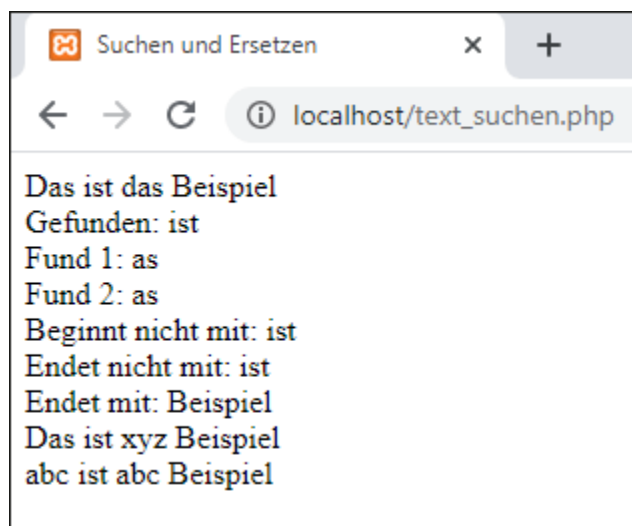 Suchen und Ersetzen
localhost/text_suchen.php
Das ist das Beispiel
Gefunden: ist
Fund 1: as
Fund 2: as
Beginnt nicht mit: ist
Endet nicht mit: ist
Endet mit: Beispiel
Das ist xyz Beispiel
abc ist abc Beispiel